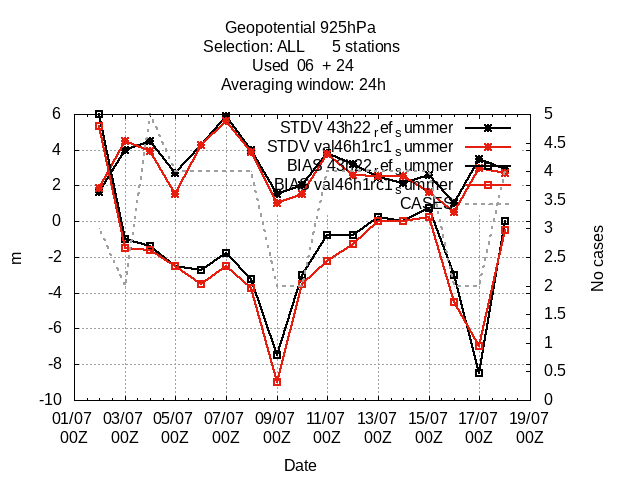 Geopotential 925hPa
Selection: ALL 5 stations
Used 06 + 24
Averaging window: 24h
STDV 43h22_ref_summer
STDV val46h1rc1_summer
BIAS 43h22_ref_summer
BIAS val46h1rc1_summer
CASES
6
4
2
0
-2
-4
-6
-8
-10
m
5
4.5
4
3.5
3
2.5
2
1.5
1
0.5
0
No cases
01/07 03/07 05/07 07/07 09/07 11/07 13/07 15/07 17/07 19/07
00Z 00Z 00Z 00Z 00Z 00Z 00Z 00Z 00Z 00Z
Date